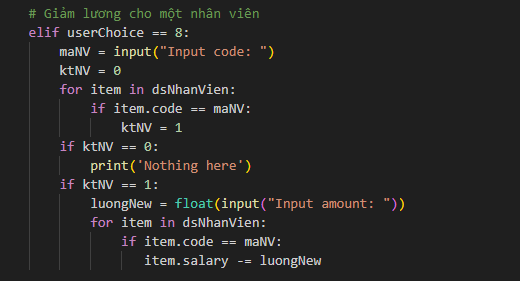 # Giảm lương cho một nhân viên
elif userChoice == 8:
    maNV = input("Input code: ")
    ktNV = 0
    for item in dsNhanVien:
        if item.code == maNV:
            ktNV = 1
    if ktNV == 0:
        print('Nothing here')
    if ktNV == 1:
        luongNew = float(input("Input amount: "))
        for item in dsNhanVien:
            if item.code == maNV:
               item.salary -= luongNew